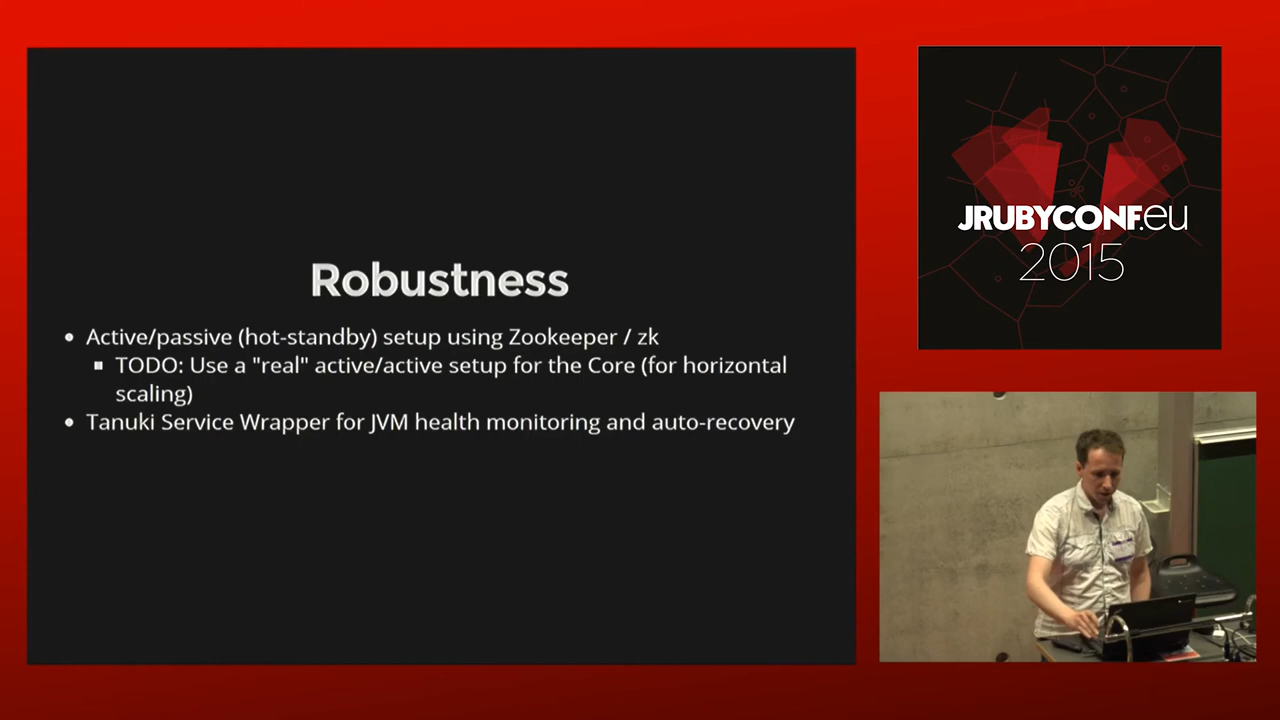 Robustness
Active/passive (hot-standby) setup using Zookeeper / zk
TODO: Use a "real" active/active setup for the Core (for horizontal
scaling)
Tanuki Service Wrapper for JVM health monitoring and auto-recovery
JRUBYCONF.eu
2015